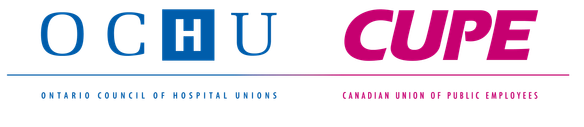 OCHU CUPE
ONTARIO COUNCIL OF HOSPITAL UNIONS CANADIAN UNION OF PUBLIC EMPLOYEES